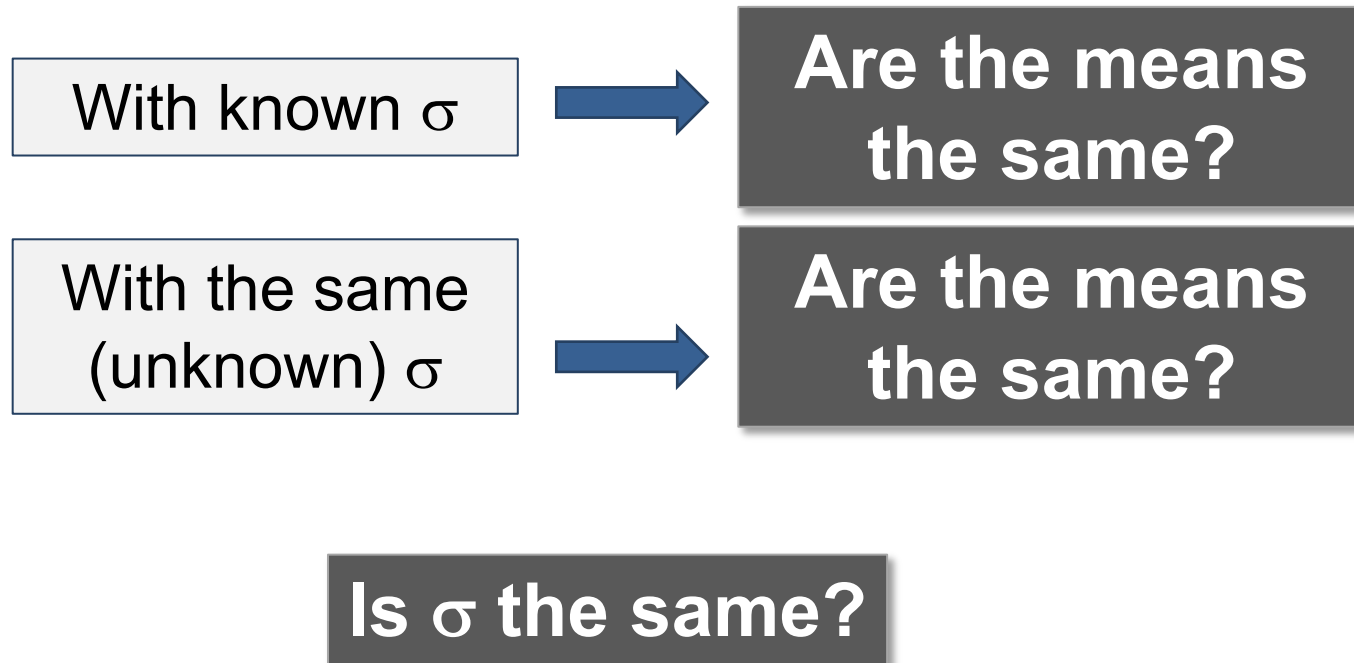 With known σ
Are the means
the same?
With the same
(unknown) σ
Are the means
the same?
Is σ the same?